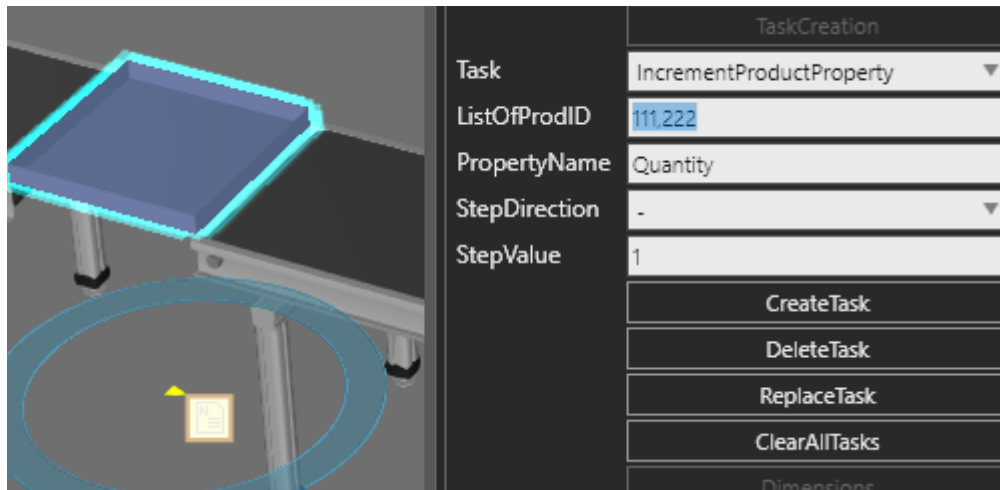 TaskCreation
Task IncrementProductProperty
ListOfProdID 111,222
PropertyName Quantity
StepDirection -
StepValue 1
CreateTask
DeleteTask
ReplaceTask
ClearAllTasks
Dimensions
N